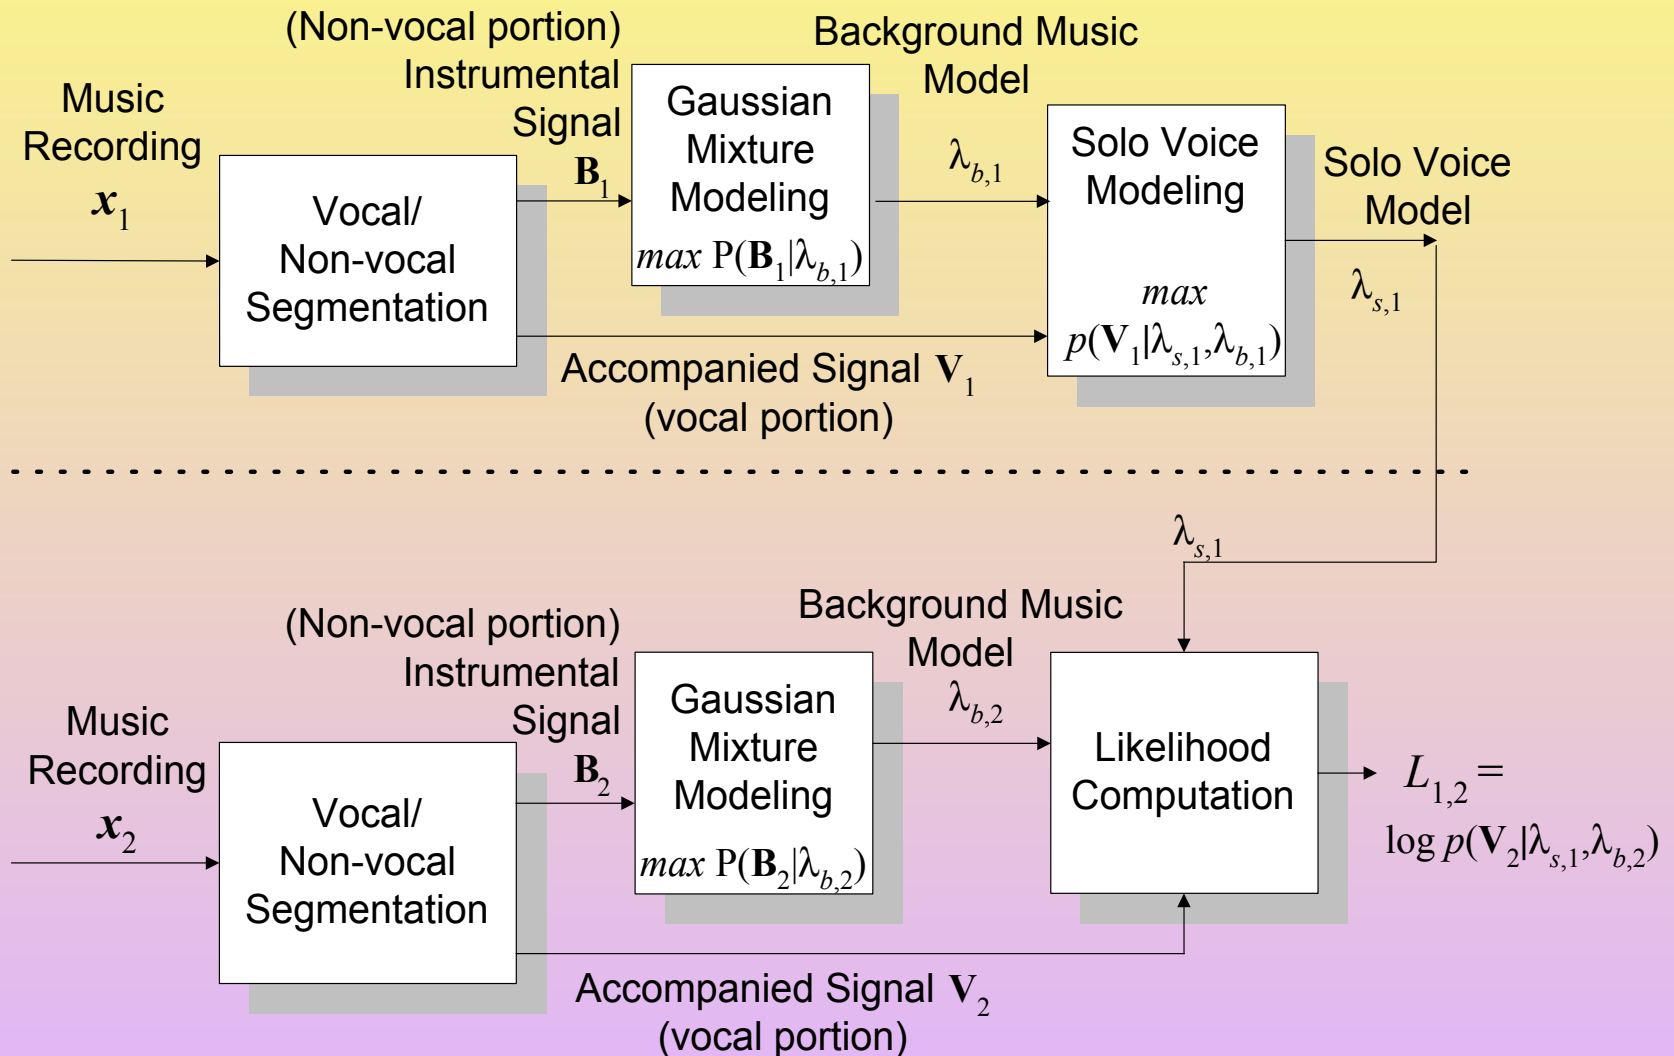 (Non-vocal portion)
Instrumental
Signal
B₁
Background Music
Model
λb,1
Music
Recording
x₁
Vocal/
Non-vocal
Segmentation
Gaussian
Mixture
Modeling
max P(B₁|λb,1)
Solo Voice
Modeling
max
p(V₁|λs,1,λb,1)
Solo Voice
Model
λs,1
Accompanied Signal V₁
(vocal portion)
λs,1
(Non-vocal portion)
Instrumental
Signal
B₂
Background Music
Model
λb,2
Music
Recording
x₂
Vocal/
Non-vocal
Segmentation
Gaussian
Mixture
Modeling
max P(B₂|λb,2)
Likelihood
Computation
L₁,₂ =
log p(V₂|λs,1,λb,2)
Accompanied Signal V₂
(vocal portion)